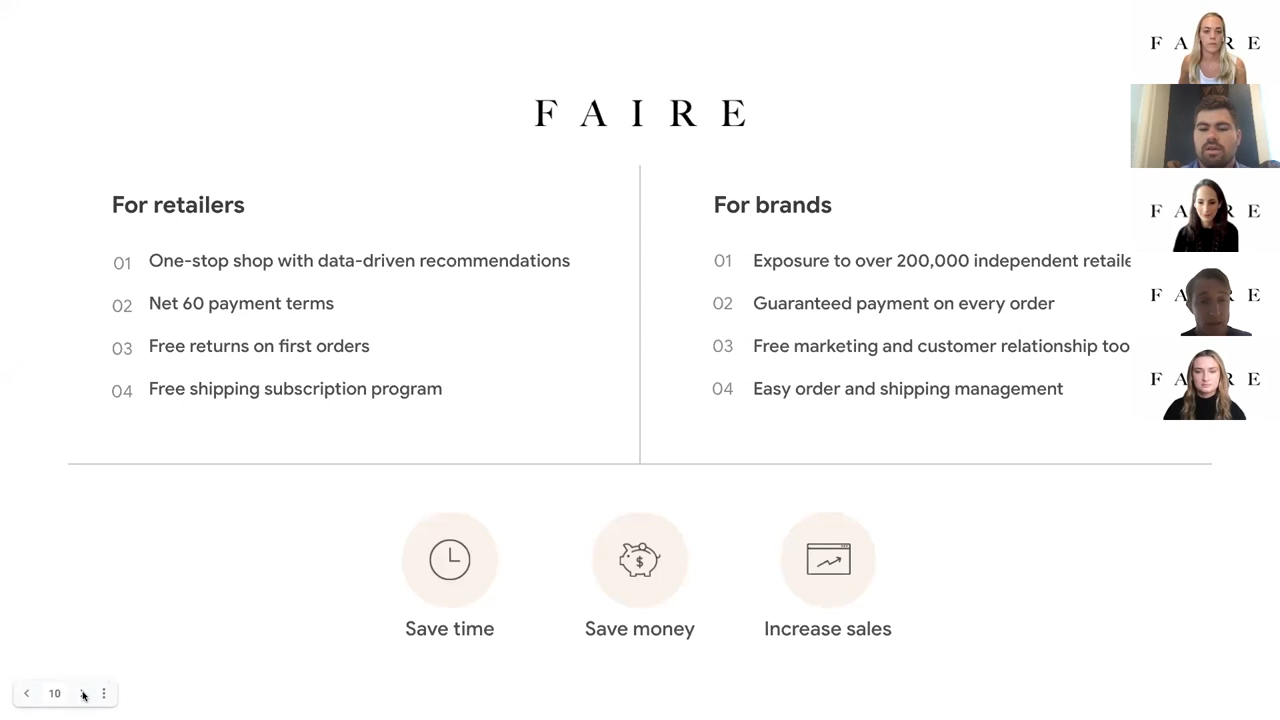 F A I R E
For retailers
01 One-stop shop with data-driven recommendations
02 Net 60 payment terms
03 Free returns on first orders
04 Free shipping subscription program
For brands
01 Exposure to over 200,000 independent retaile
02 Guaranteed payment on every order
03 Free marketing and customer relationship too
04 Easy order and shipping management
Save time
Save money
Increase sales
10
F A R E
F A R E
F A R E
F A R E